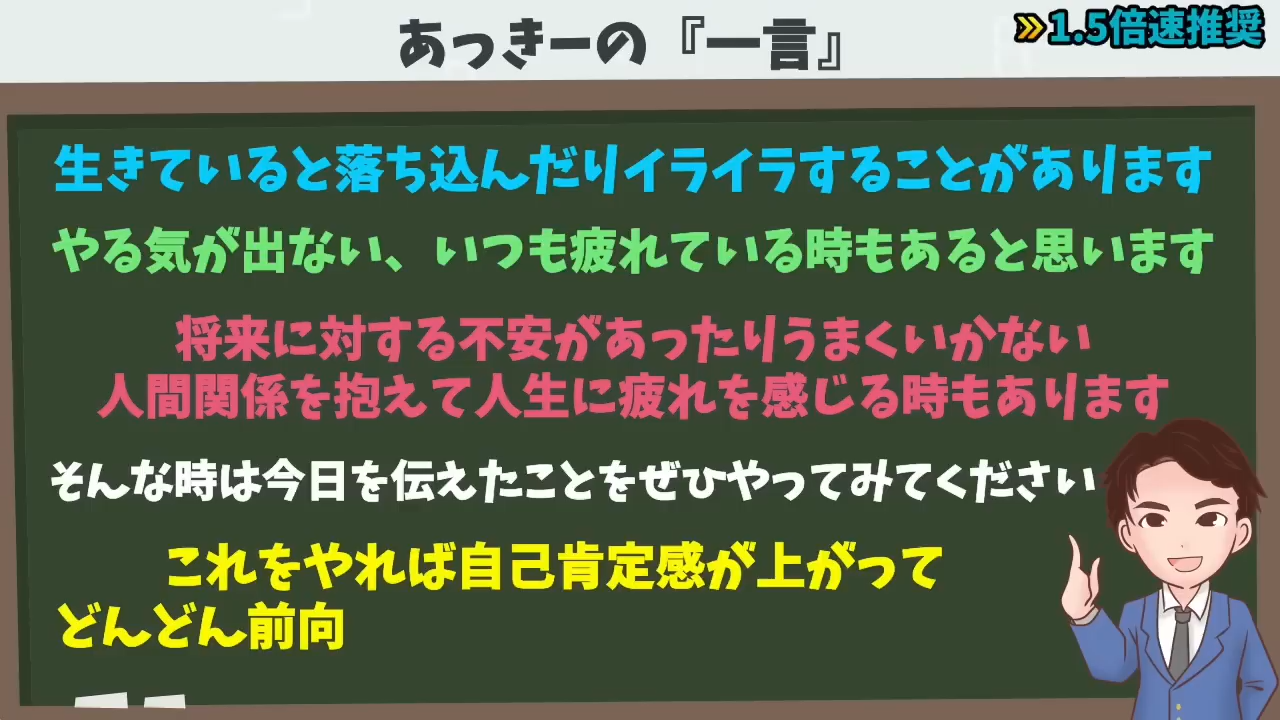 あっきーの『一言』
1.5倍速推奨
生きていると落ち込んだりイライラすることがあります
やる気が出ない、いつも疲れている時もあると思います
将来に対する不安があったりうまくいかない
人間関係を抱えて人生に疲れを感じる時もあります
そんな時は今日を伝えたことをぜひやってみてください
これをやれば自己肯定感が上がって
どんどん前向